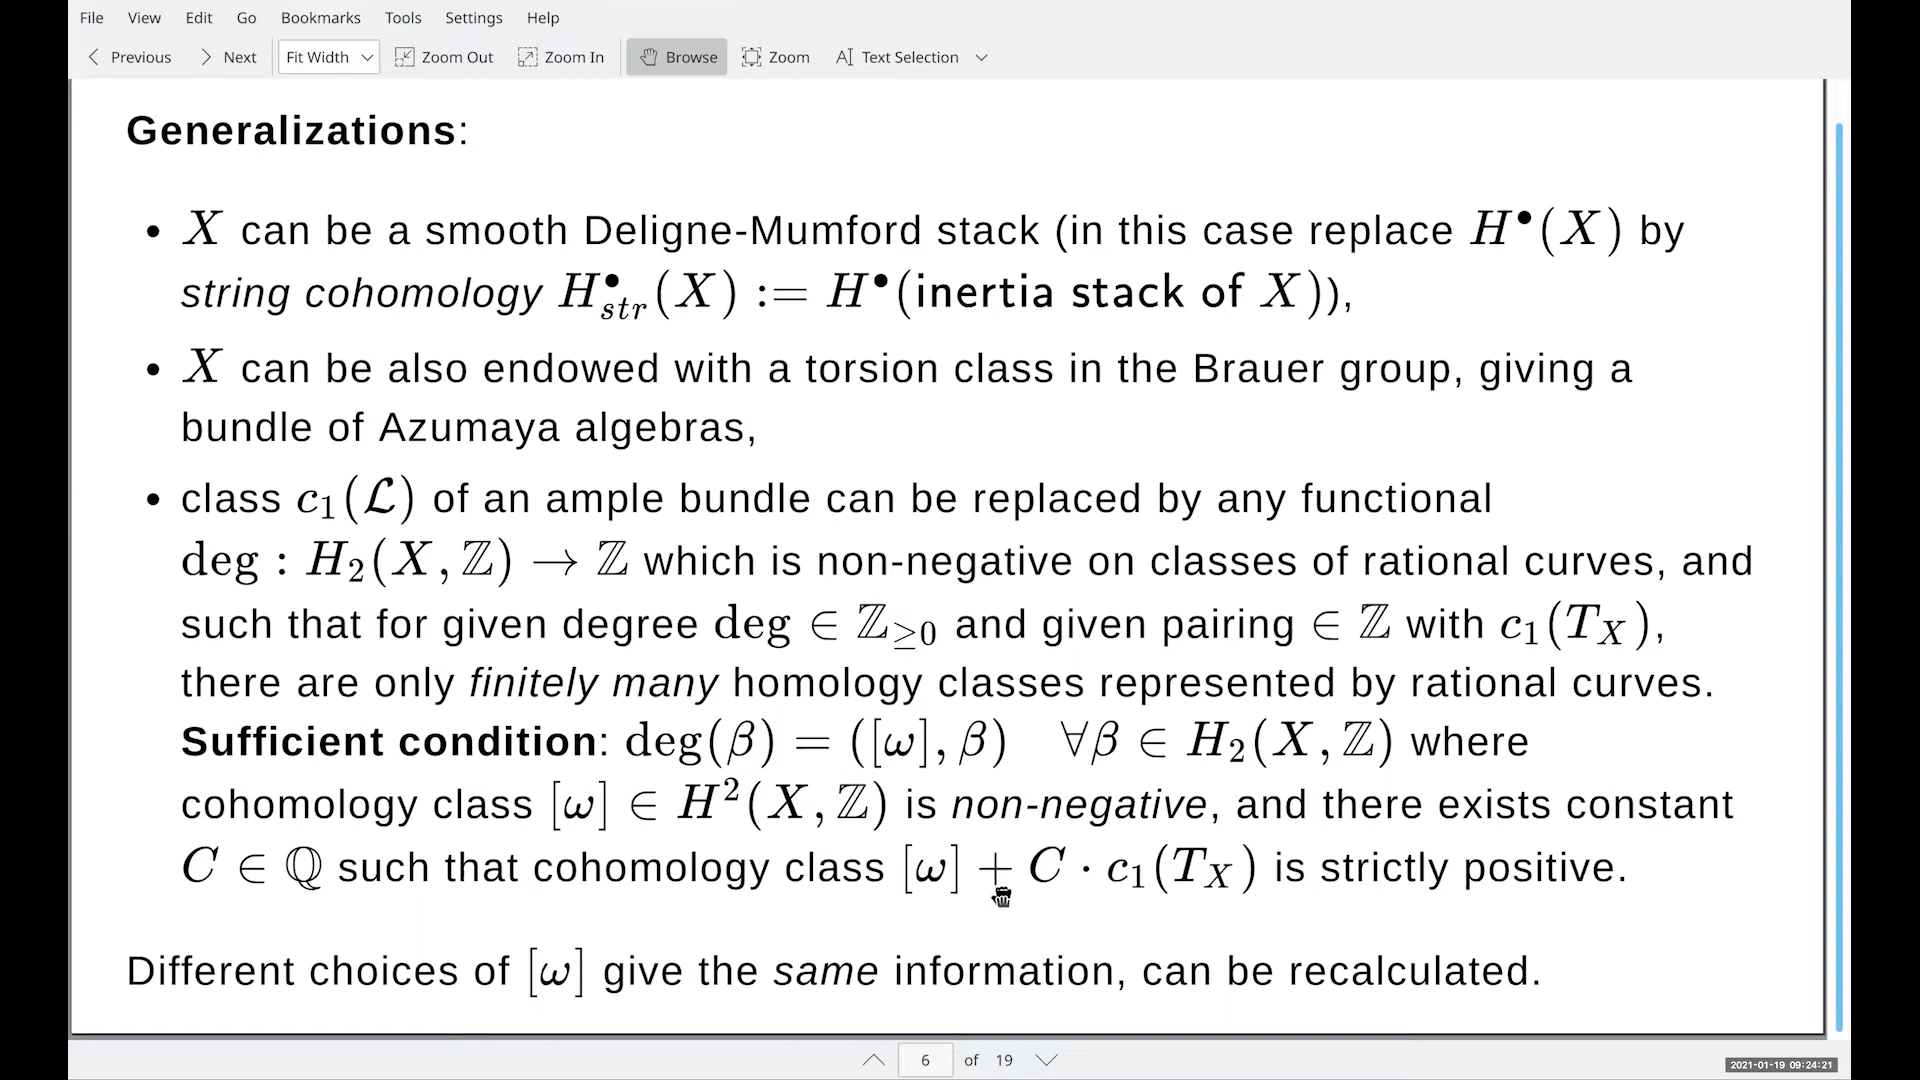 File View Edit Go Bookmarks Tools Settings Help
Previous Next Fit Width Zoom Out Zoom In Browse Zoom Text Selection
Generalizations:
• X can be a smooth Deligne-Mumford stack (in this case replace H^•(X) by
string cohomology H^•_{str}(X) := H^•(inertia stack of X)),
• X can be also endowed with a torsion class in the Brauer group, giving a
bundle of Azumaya algebras,
• class c₁(ℒ) of an ample bundle can be replaced by any functional
deg : H₂(X, ℤ) → ℤ which is non-negative on classes of rational curves, and
such that for given degree deg ∈ ℤ_{≥0} and given pairing ∈ ℤ with c₁(T_X),
there are only finitely many homology classes represented by rational curves.
Sufficient condition: deg(β) = ([ω], β) ∀β ∈ H₂(X, ℤ) where
cohomology class [ω] ∈ H²(X, ℤ) is non-negative, and there exists constant
C ∈ ℚ such that cohomology class [ω] + C · c₁(T_X) is strictly positive.
Different choices of [ω] give the same information, can be recalculated.
6 of 19
2021-01-19 09:24:21